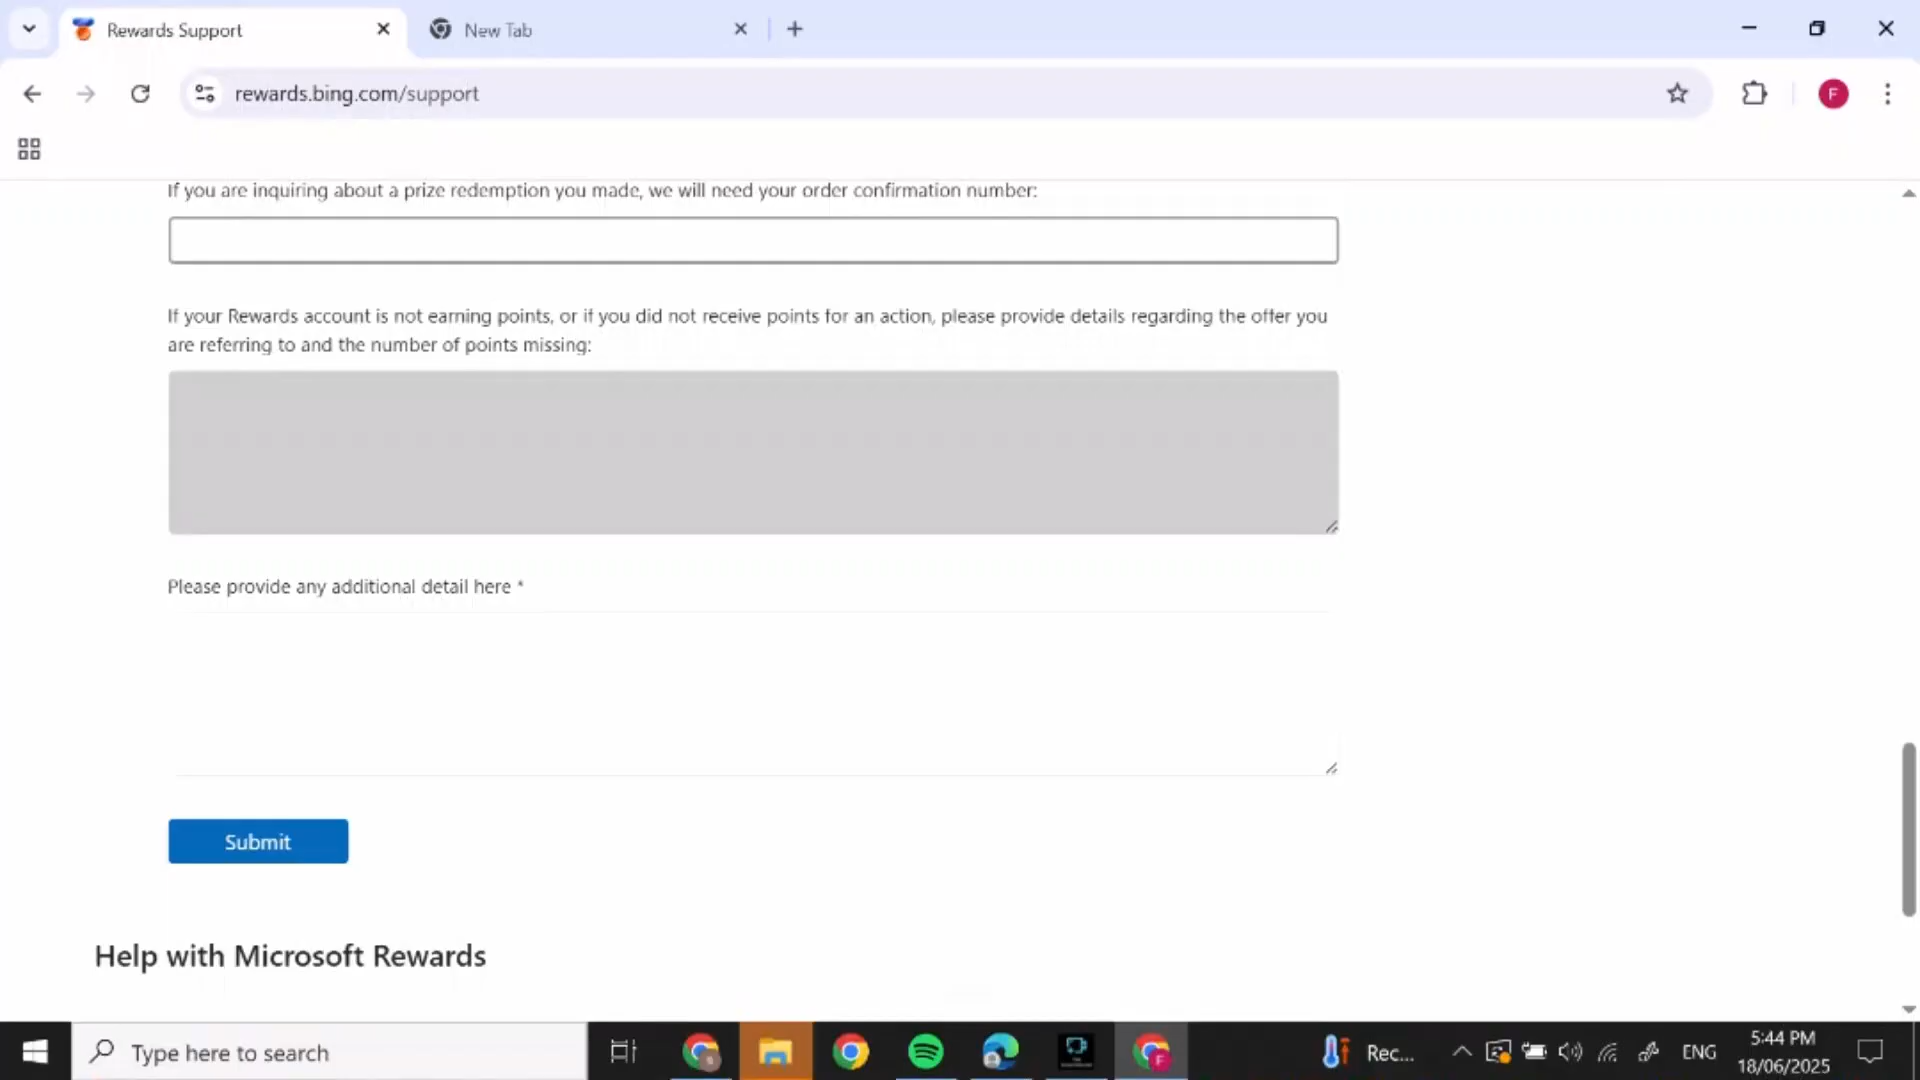 Rewards Support
New Tab
rewards.bing.com/support
F
If you are inquiring about a prize redemption you made, we will need your order confirmation number:
If your Rewards account is not earning points, or if you did not receive points for an action, please provide details regarding the offer you
are referring to and the number of points missing:
Please provide any additional detail here *
Submit
Help with Microsoft Rewards
Type here to search
F
Rec...
ENG
5:44 PM
18/06/2025